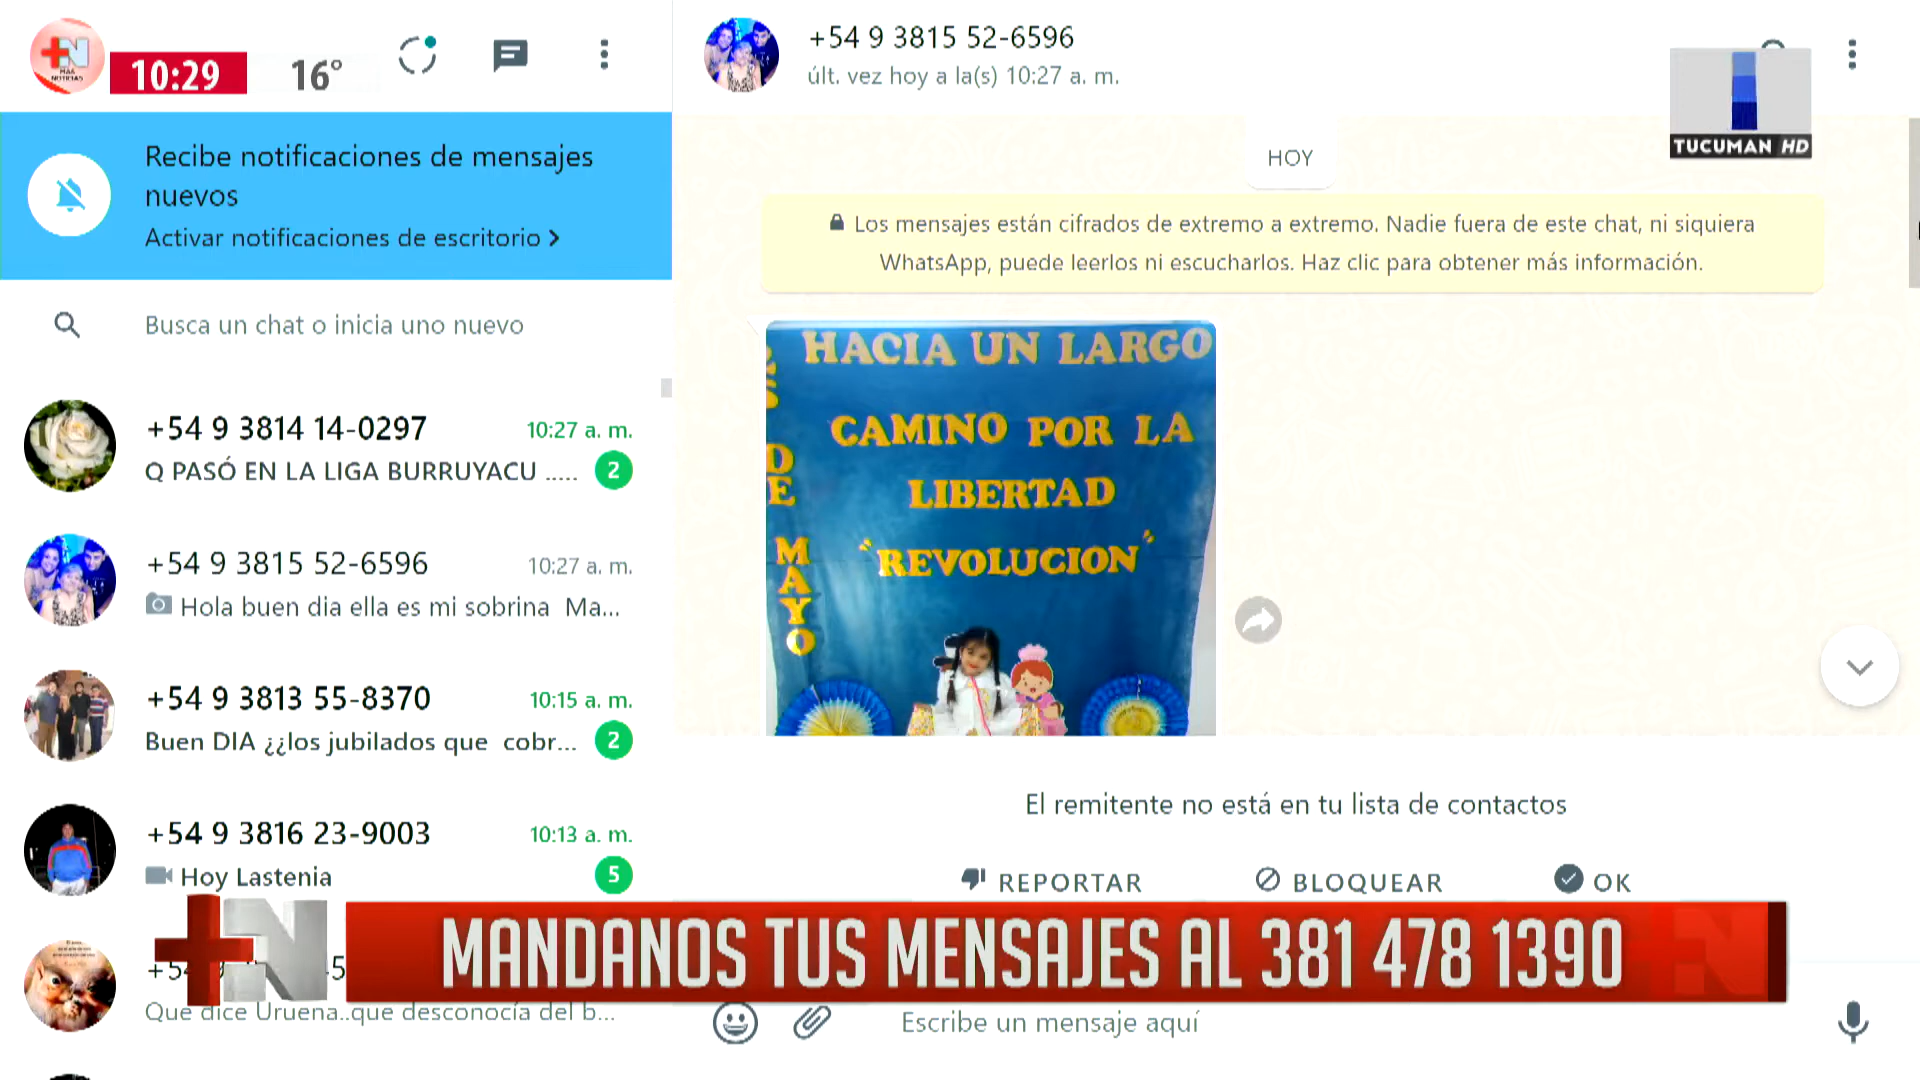 +N
MÁS
NOTICIAS
10:29
16°
Recibe notificaciones de mensajes
nuevos
Activar notificaciones de escritorio
Busca un chat o inicia uno nuevo
+54 9 3814 14-0297
10:27 a. m.
Q PASÓ EN LA LIGA BURRUYACU .....
2
+54 9 3815 52-6596
10:27 a. m.
Hola buen dia ella es mi sobrina Ma...
+54 9 3813 55-8370
10:15 a. m.
Buen DIA ¿¿los jubilados que cobr...
2
+54 9 3816 23-9003
10:13 a. m.
Hoy Lastenia
5
Que dice Uruena..que desconocía del b...
+54 9 3815 52-6596
últ. vez hoy a la(s) 10:27 a. m.
TUCUMAN HD
HOY
Los mensajes están cifrados de extremo a extremo. Nadie fuera de este chat, ni siquiera
WhatsApp, puede leerlos ni escucharlos. Haz clic para obtener más información.
HACIA UN LARGO
CAMINO POR LA
LIBERTAD
"REVOLUCION"
DE
MAYO
El remitente no está en tu lista de contactos
REPORTAR
BLOQUEAR
OK
+N
MANDANOS TUS MENSAJES AL 381 478 1390
Escribe un mensaje aquí